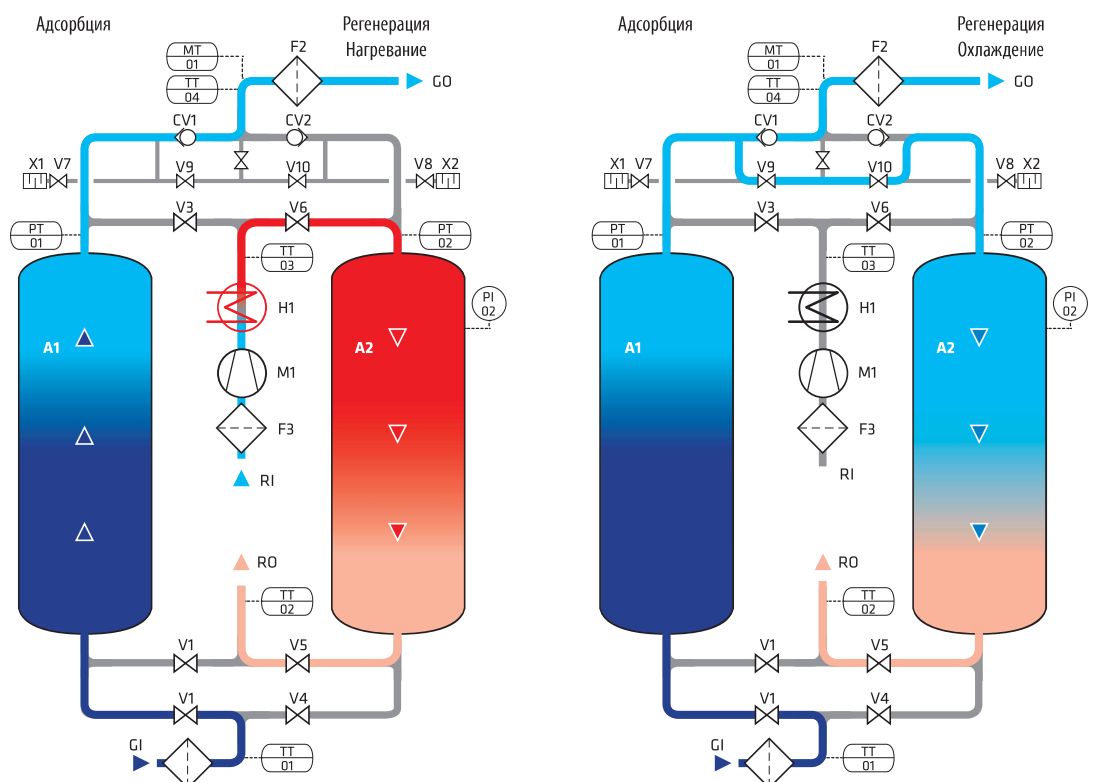 Адсорбция
Регенерация
Нагревание
MT
01
TT
04
F2
GO
CV1
CV2
X1 V7
V9
V10
V8 X2
V3
V6
PT
01
PT
02
TT
03
H1
PI
02
A1
A2
M1
F3
RI
RO
TT
02
V1
V5
V1
V4
GI
TT
01
Адсорбция
Регенерация
Охлаждение
MT
01
TT
04
F2
GO
CV1
CV2
X1 V7
V9
V10
V8 X2
V3
V6
PT
01
PT
02
TT
03
H1
PI
02
A1
A2
M1
F3
RI
RO
TT
02
V1
V5
V1
V4
GI
TT
01